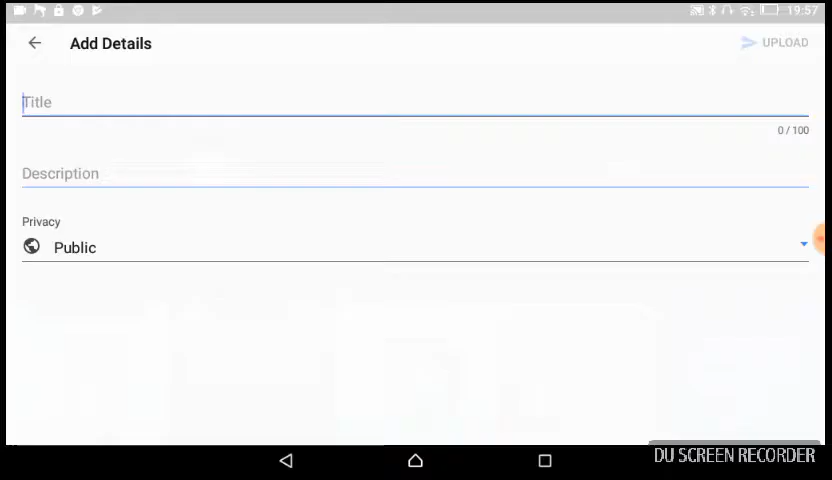 19:57
Add Details
UPLOAD
Title
0 / 100
Description
Privacy
Public
DU SCREEN RECORDER